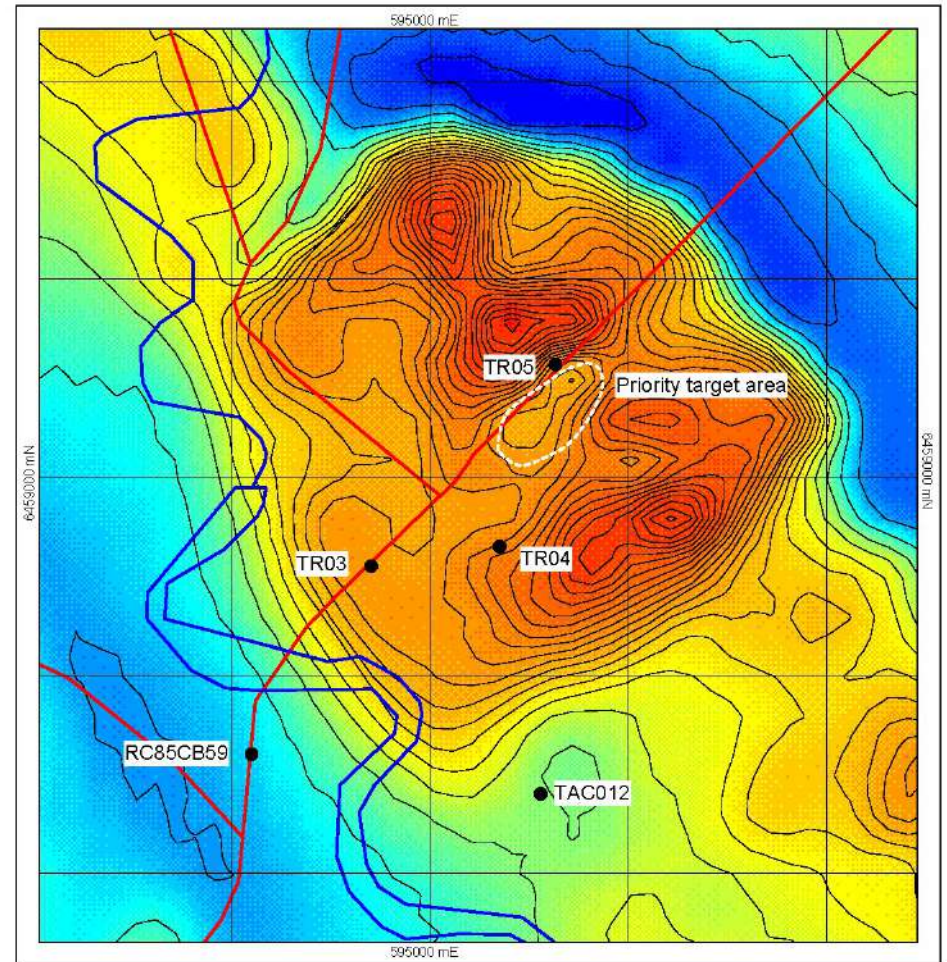 595000 mE
TR05
Priority target area
6459000 mN
6459000 mN
TR03
TR04
RC85CB59
TAC012
595000 mE